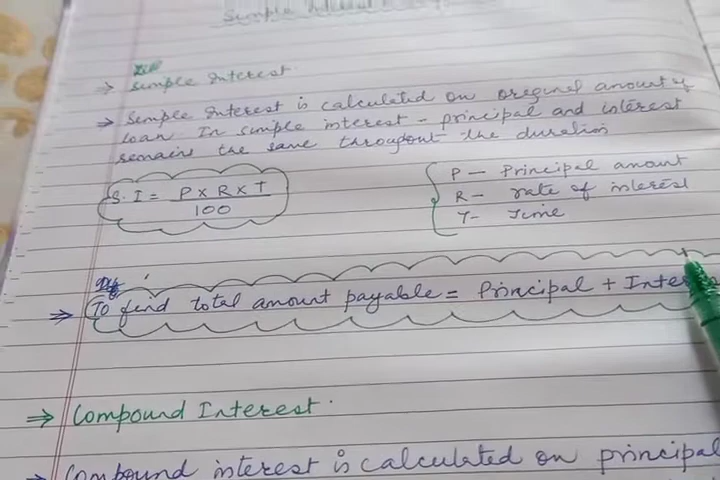 Simple Interest
⇒ Simple Interest.
⇒ Simple Interest is calculated on original amount of
loan. In simple interest - principal and interest
remains the same throughout the duration
S. I = P x R x T
100
P – Principal amount
R – rate of interest
T – Time
⇒ To find total amount payable = Principal + Inter
⇒ Compound Interest.
Compound interest is calculated on principal